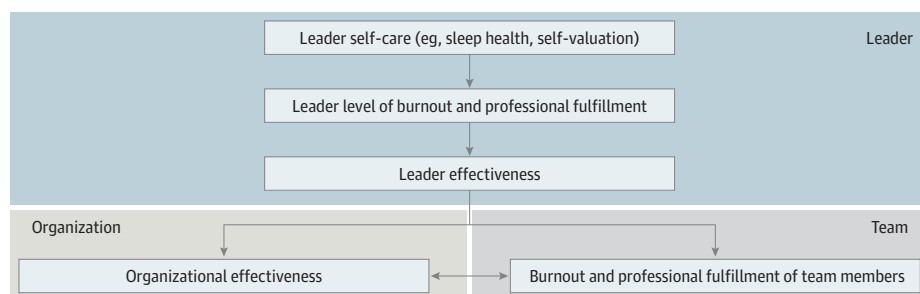 Leader self-care (eg, sleep health, self-valuation)
Leader
Leader level of burnout and professional fulfillment
Leader effectiveness
Organization
Team
Organizational effectiveness
Burnout and professional fulfillment of team members